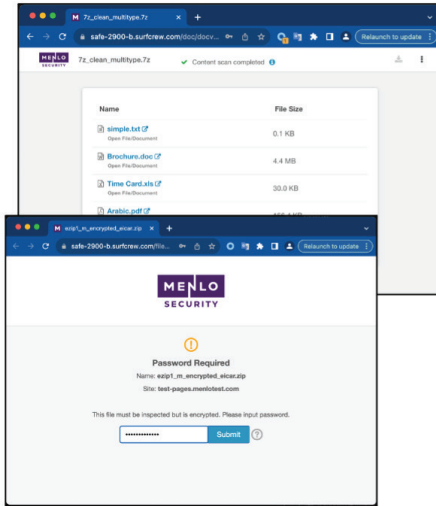 7z_clean_multitype.7z
safe-2900-b.surfcrew.com/doc/docv...
Relaunch to update
MENLO
SECURITY
7z_clean_multitype.7z
Content scan completed
Name File Size
simple.txt 0.1 KB
Open File/Document
Brochure.doc 4.4 MB
Open File/Document
Time Card.xls 30.0 KB
Open File/Document
Arabic.pdf
ezip1_m_encrypted_eicar.zip
safe-2900-b.surfcrew.com/file...
Relaunch to update
MENLO
SECURITY
Password Required
Name: ezip1_m_encrypted_eicar.zip
Site: test-pages.menlotest.com
This file must be inspected but is encrypted. Please input password.
Submit